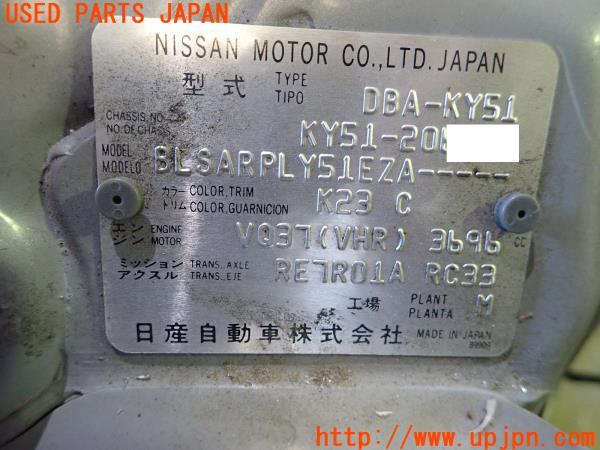 USED PARTS JAPAN
NISSAN MOTOR CO.,LTD. JAPAN
型式 TYPE TIPO DBA-KY51
CHASSIS.NO NO.DE.CHAS KY51-20
MODEL MODELO BLSARPLY51EZA-----
カラー COLOR,TRIM トリム COLOR,GUARNICION K23 C
エンジン ENGINE MOTOR VQ37(VHR) 3696 CC
ミッション TRANS.,AXLE アクスル TRANS.,EJE RE7R01A RC33
工場 PLANT PLANTA M
日産自動車株式会社 MADE IN JAPAN
http://www.upjpn.com